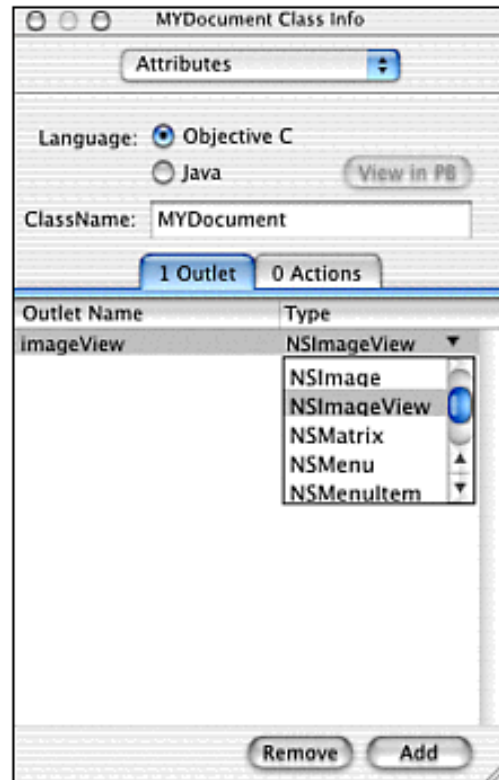 MYDocument Class Info
Attributes
Language: Objective C
Java View in PB
ClassName: MYDocument
1 Outlet 0 Actions
Outlet Name Type
imageView NSImageView
NSImage
NSImageView
NSMatrix
NSMenu
NSMenuItem
Remove Add